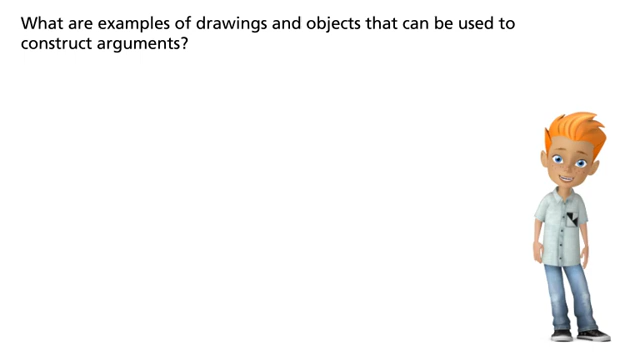 What are examples of drawings and objects that can be used to
construct arguments?